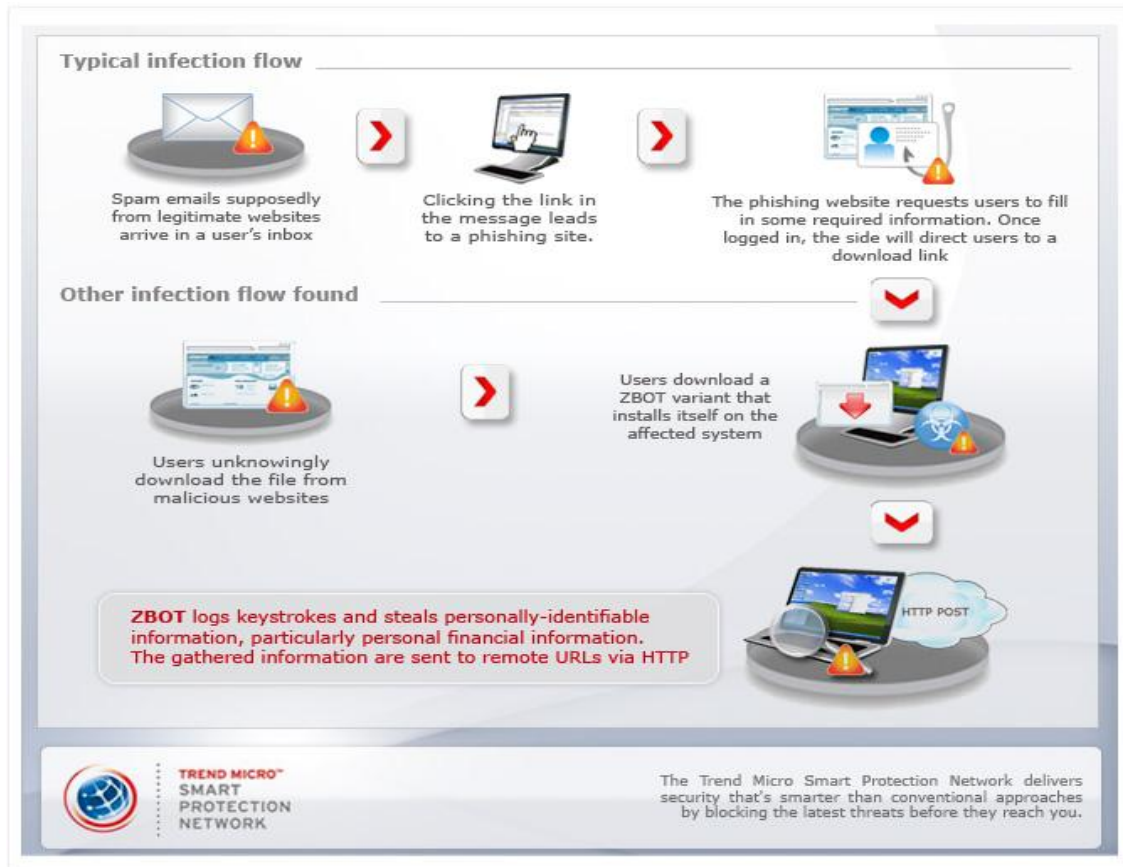 Typical infection flow
Spam emails supposedly
from legitimate websites
arrive in a user's inbox
Clicking the link in
the message leads
to a phishing site.
The phishing website requests users to fill
in some required information. Once
logged in, the side will direct users to a
download link
Other infection flow found
Users unknowingly
download the file from
malicious websites
Users download a
ZBOT variant that
installs itself on the
affected system
HTTP POST
ZBOT logs keystrokes and steals personally-identifiable
information, particularly personal financial information.
The gathered information are sent to remote URLs via HTTP
TREND MICRO™
SMART
PROTECTION
NETWORK
The Trend Micro Smart Protection Network delivers
security that's smarter than conventional approaches
by blocking the latest threats before they reach you.